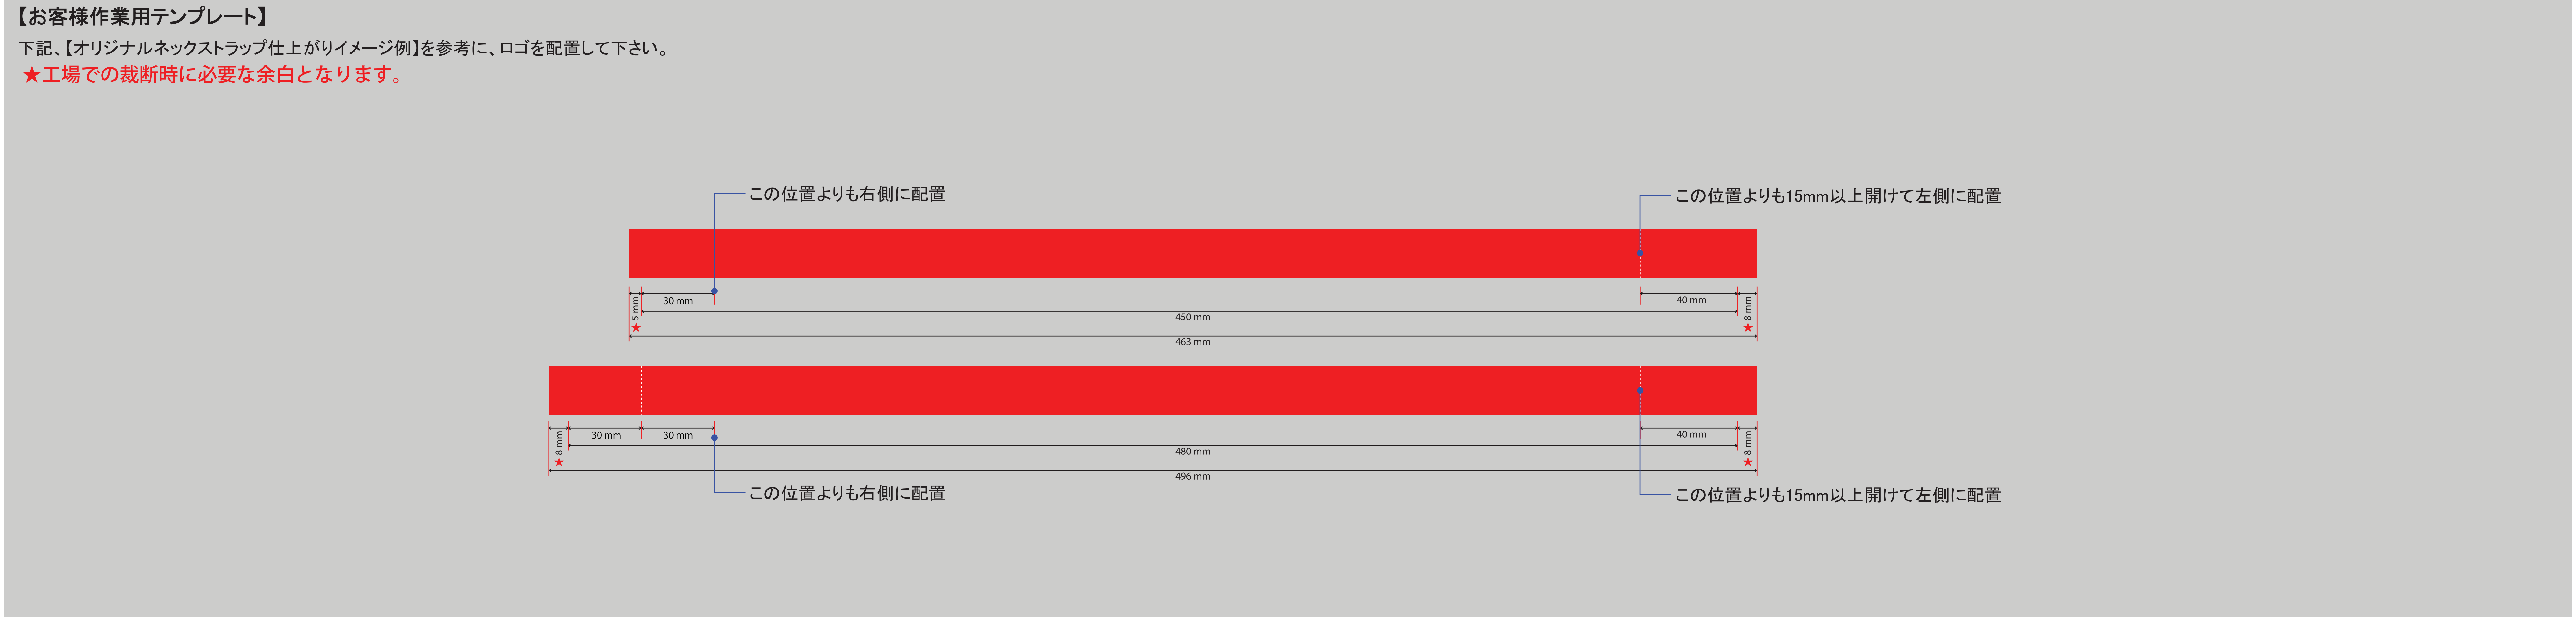 【お客様作業用テンプレート】
下記、【オリジナルネックストラップ仕上がりイメージ例】を参考に、ロゴを配置して下さい。
★工場での裁断時に必要な余白となります。
この位置よりも右側に配置
この位置よりも15mm以上開けて左側に配置
★5 mm
30 mm
40 mm
★8 mm
450 mm
463 mm
★8 mm
30 mm
30 mm
40 mm
★8 mm
480 mm
496 mm
この位置よりも右側に配置
この位置よりも15mm以上開けて左側に配置